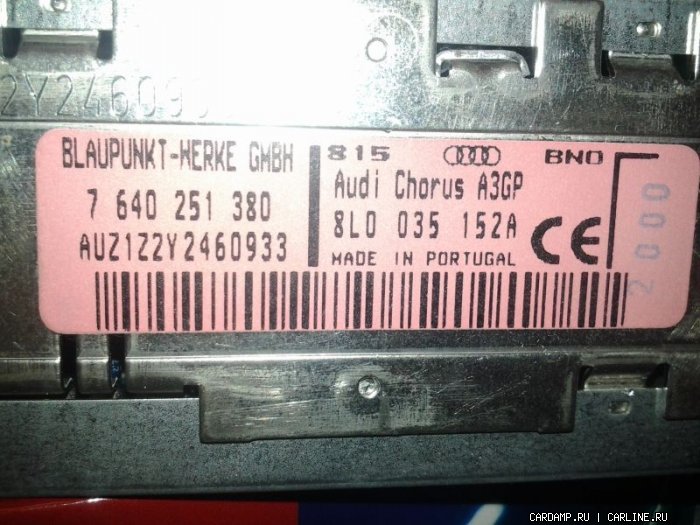 2Y24609
BLAUPUNKT-WERKE GMBH
7 640 251 380
AUZ1Z2Y2460933
815 BNO
Audi Chorus A3GP
8L0 035 152A
MADE IN PORTUGAL
CE
2000
CARDAMP.RU | CARLINE.RU